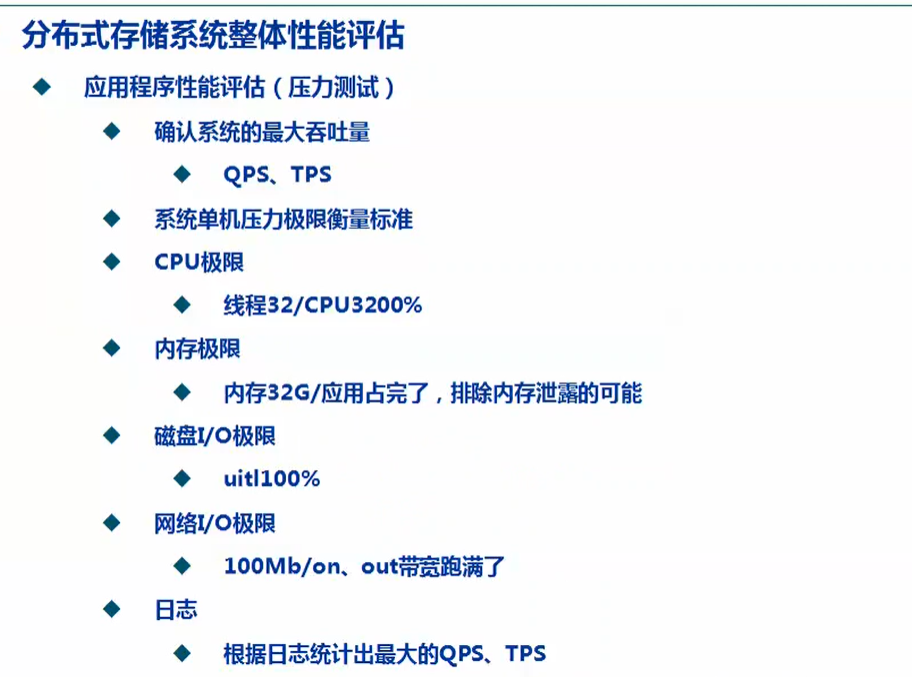 分布式存储系统整体性能评估
应用程序性能评估（压力测试）
确认系统的最大吞吐量
QPS、TPS
系统单机压力极限衡量标准
CPU极限
线程32/CPU3200%
内存极限
内存32G/应用占完了，排除内存泄露的可能
磁盘I/O极限
uitl100%
网络I/O极限
100Mb/on、out带宽跑满了
日志
根据日志统计出最大的QPS、TPS